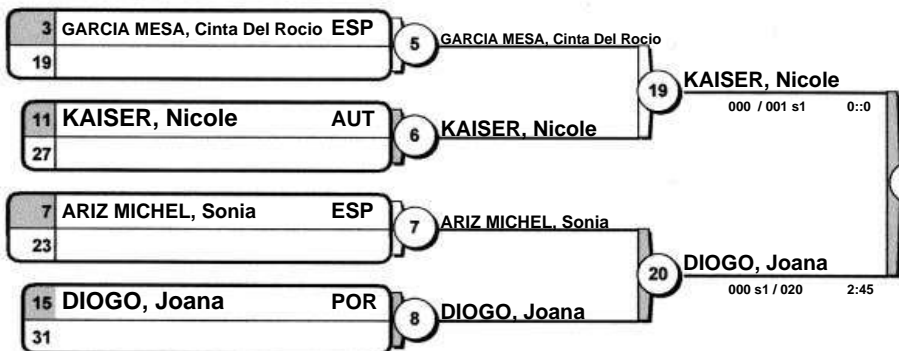 3 GARCIA MESA, Cinta Del Rocio ESP
19
5
GARCIA MESA, Cinta Del Rocio
11 KAISER, Nicole AUT
27
6
KAISER, Nicole
19
KAISER, Nicole
000 / 001 s1 0::0
7 ARIZ MICHEL, Sonia ESP
23
7
ARIZ MICHEL, Sonia
15 DIOGO, Joana POR
31
8
DIOGO, Joana
20
DIOGO, Joana
000 s1 / 020 2:45